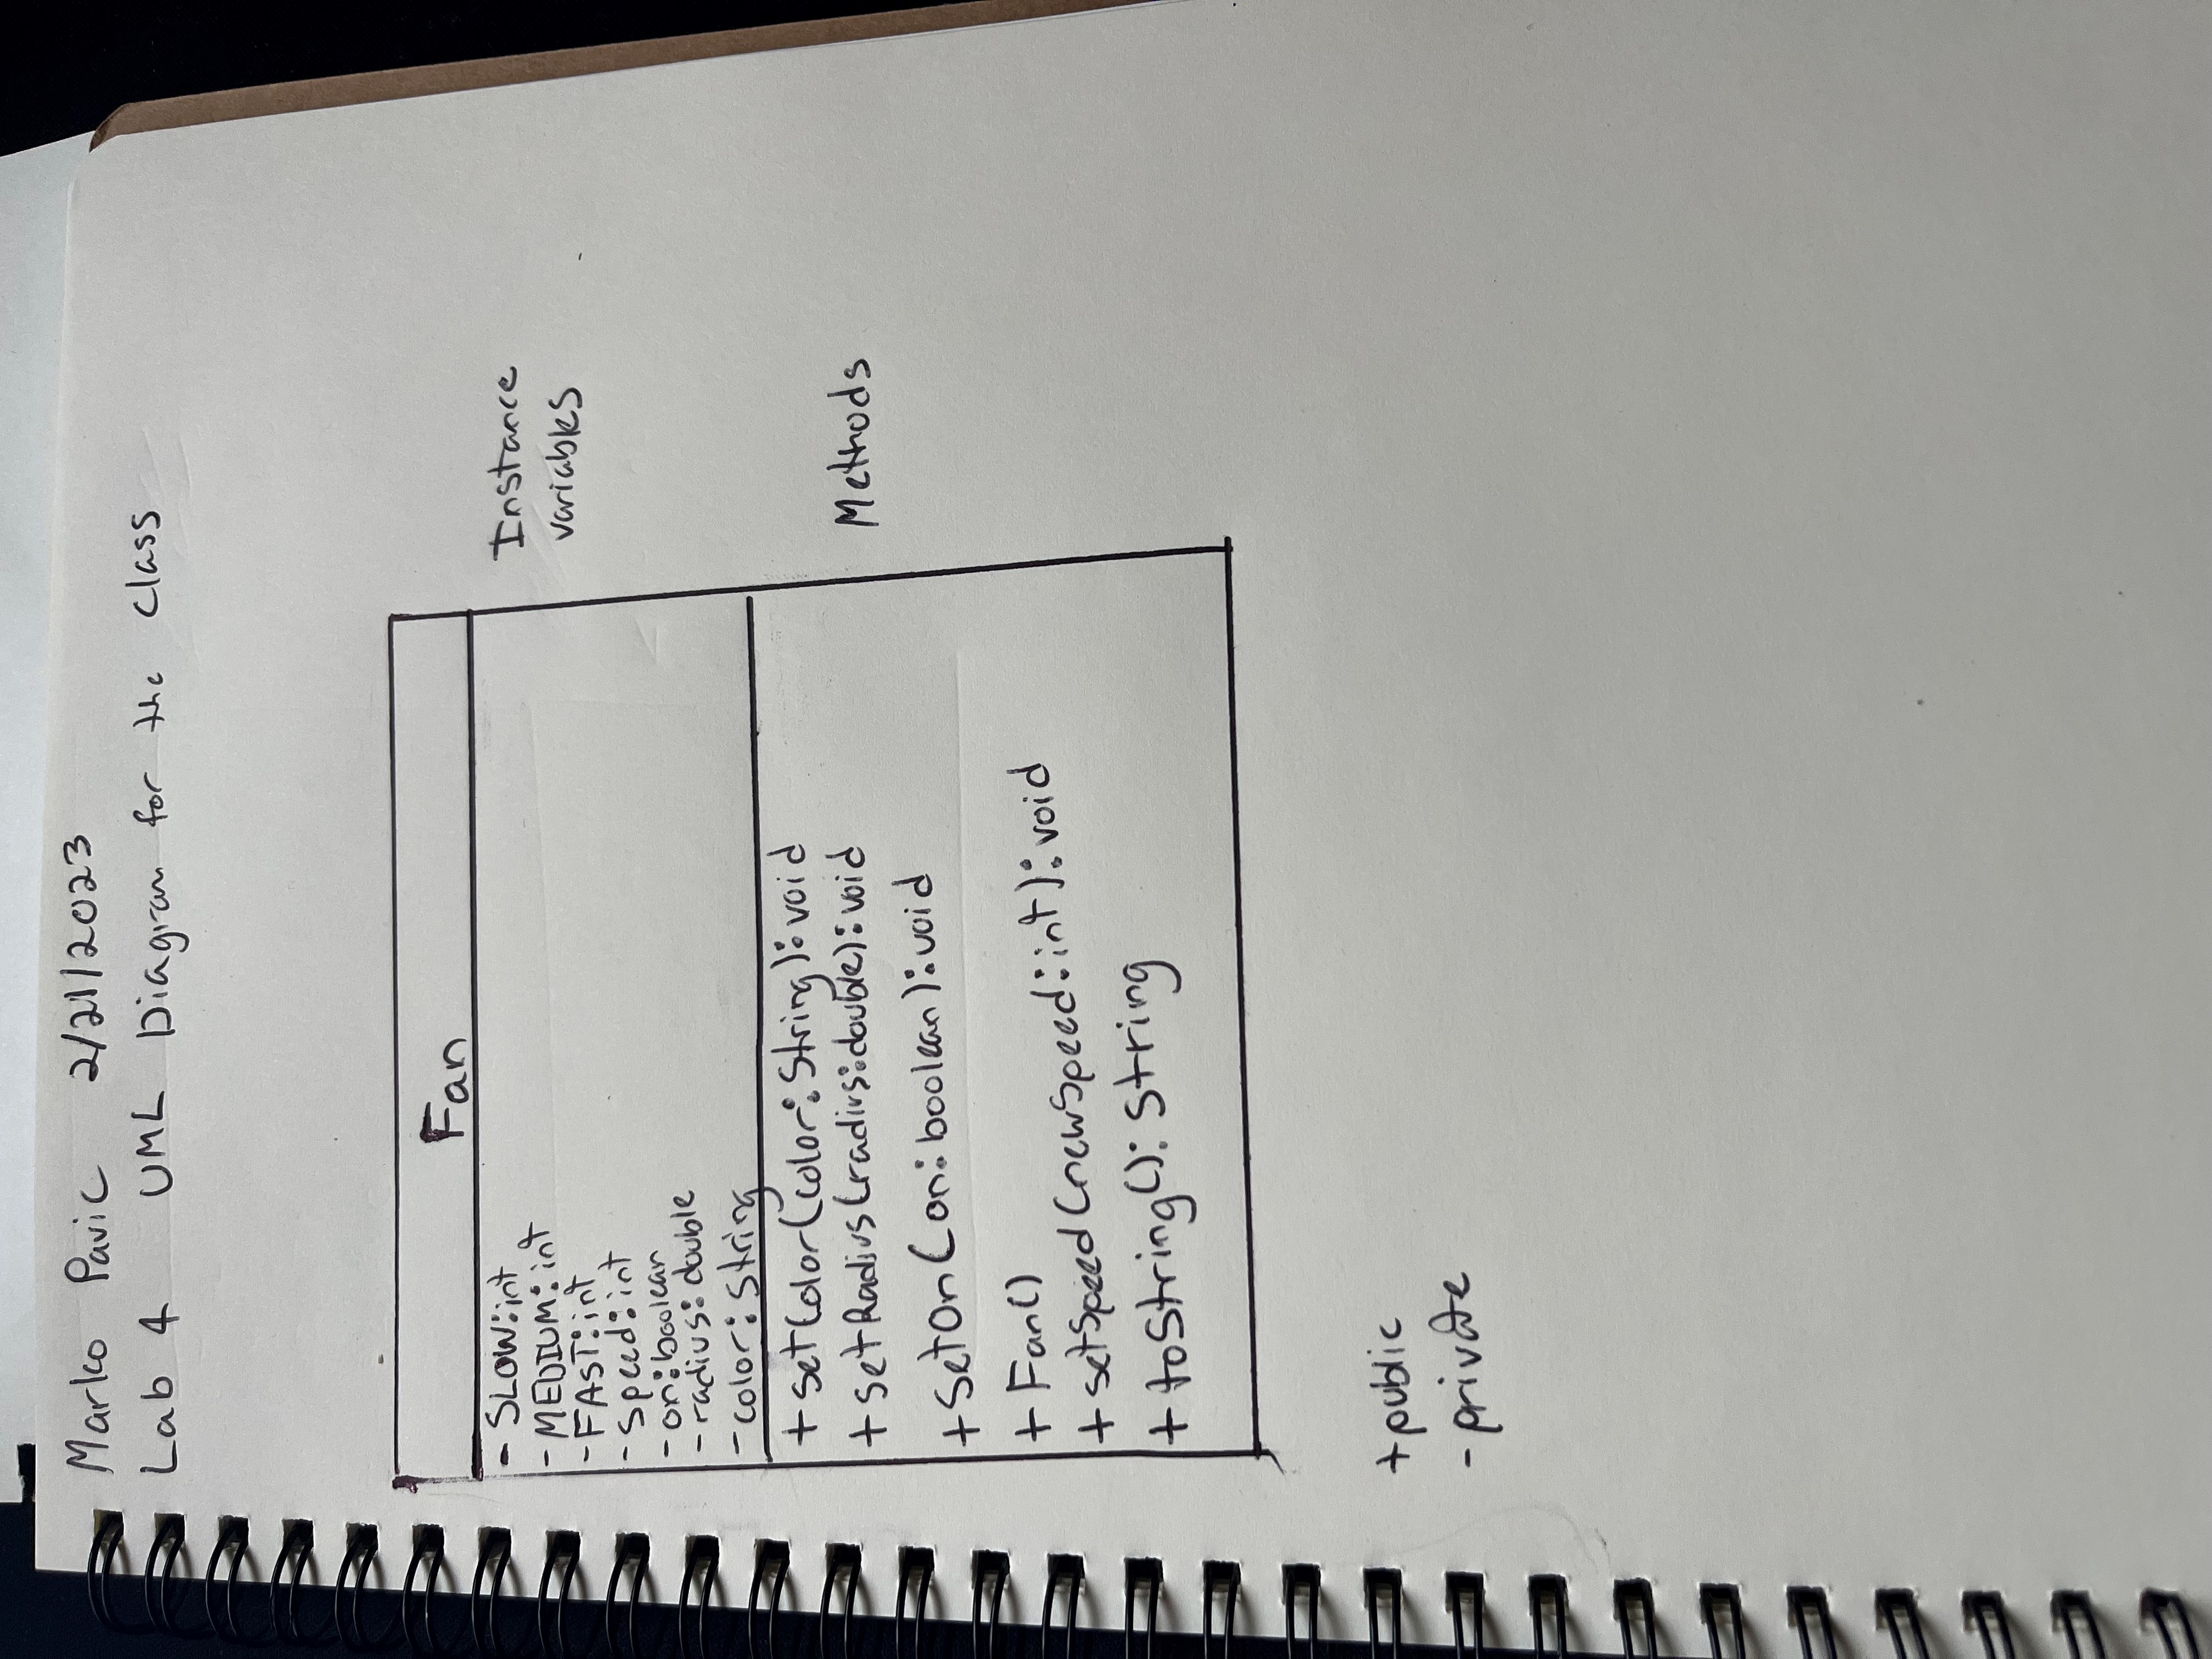 Marko Pavic 2/21/2023
Lab 4 UML Diagram for the class
Fan
- SLOW:int
- MEDIUM: int
- FAST: int
- speed: int
- on: boolean
- radius: double
- color: String
Instance
variables
+ setColor(color: String): void
+ setRadius(radius: double): void
+ SetOn(on: boolean): void
+ Fan()
+ setSpeed(newSpeed: int): void
+ toString(): String
Methods
+ public
- private